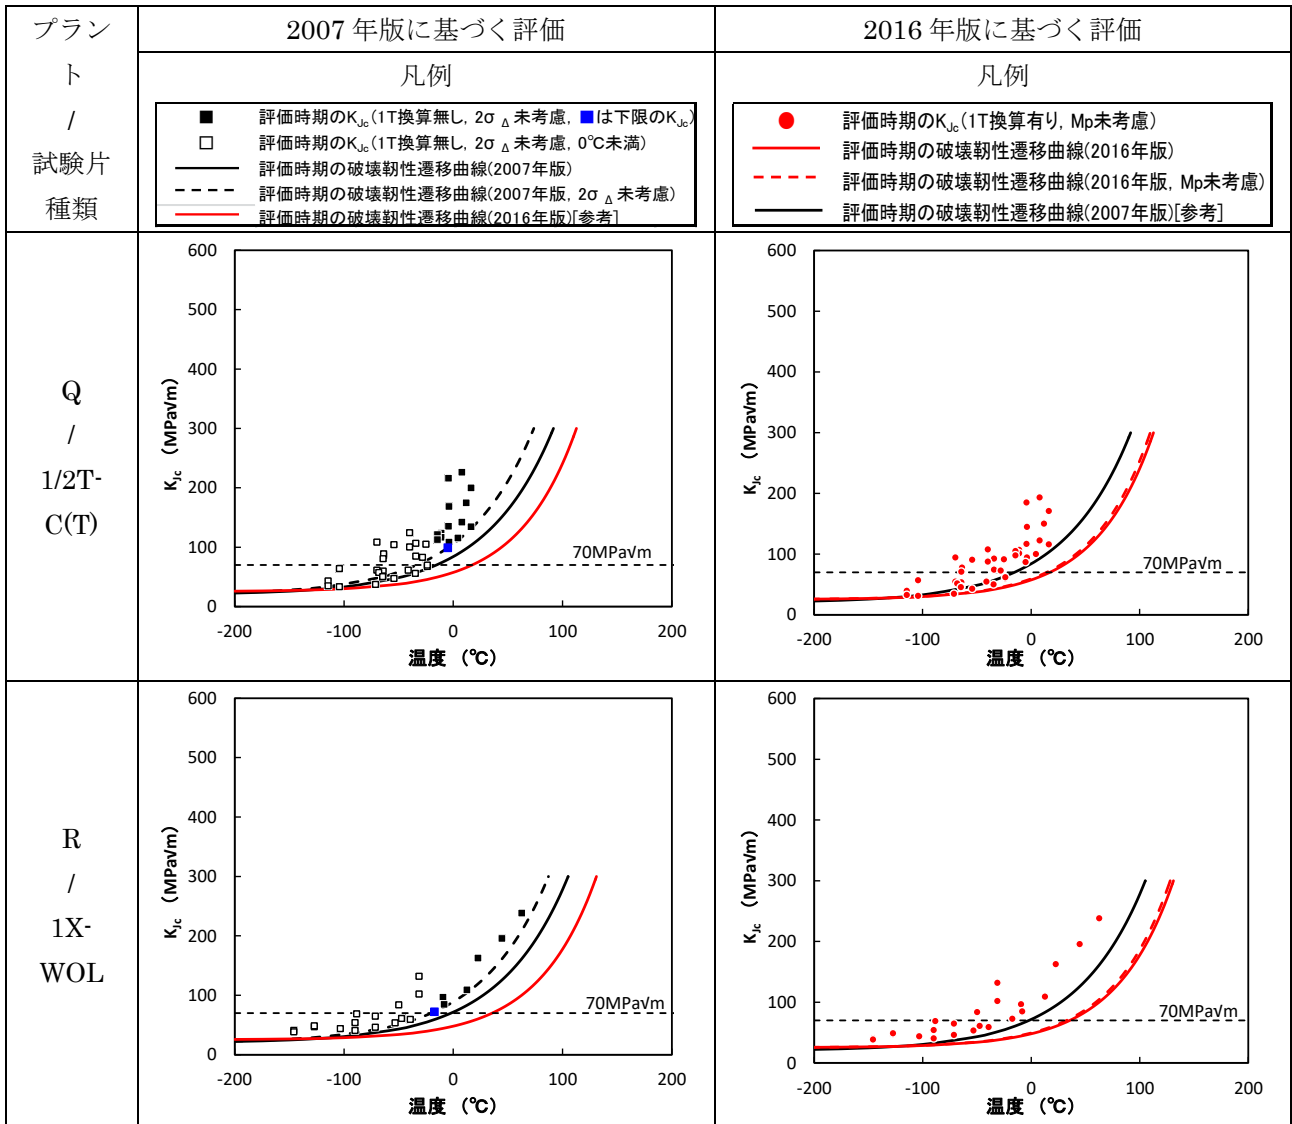 プラン
ト
/
試験片
種類
2007 年版に基づく評価
2016 年版に基づく評価
凡例
評価時期のKJc(1T換算無し, 2σΔ未考慮, ■は下限のKJc)
評価時期のKJc(1T換算無し, 2σΔ未考慮, 0℃未満)
評価時期の破壊靭性遷移曲線(2007年版)
評価時期の破壊靭性遷移曲線(2007年版, 2σΔ未考慮)
評価時期の破壊靭性遷移曲線(2016年版)[参考]
凡例
評価時期のKJc(1T換算有り, Mp未考慮)
評価時期の破壊靭性遷移曲線(2016年版)
評価時期の破壊靭性遷移曲線(2016年版, Mp未考慮)
評価時期の破壊靭性遷移曲線(2007年版)[参考]
Q
/
1/2T-
C(T)
KJc (MPa√m)
600
500
400
300
200
100
0
70MPa√m
-200 -100 0 100 200
温度 (℃)
KJc (MPa√m)
600
500
400
300
200
100
0
70MPa√m
-200 -100 0 100 200
温度 (℃)
R
/
1X-
WOL
KJc (MPa√m)
600
500
400
300
200
100
0
70MPa√m
-200 -100 0 100 200
温度 (℃)
KJc (MPa√m)
600
500
400
300
200
100
0
70MPa√m
-200 -100 0 100 200
温度 (℃)